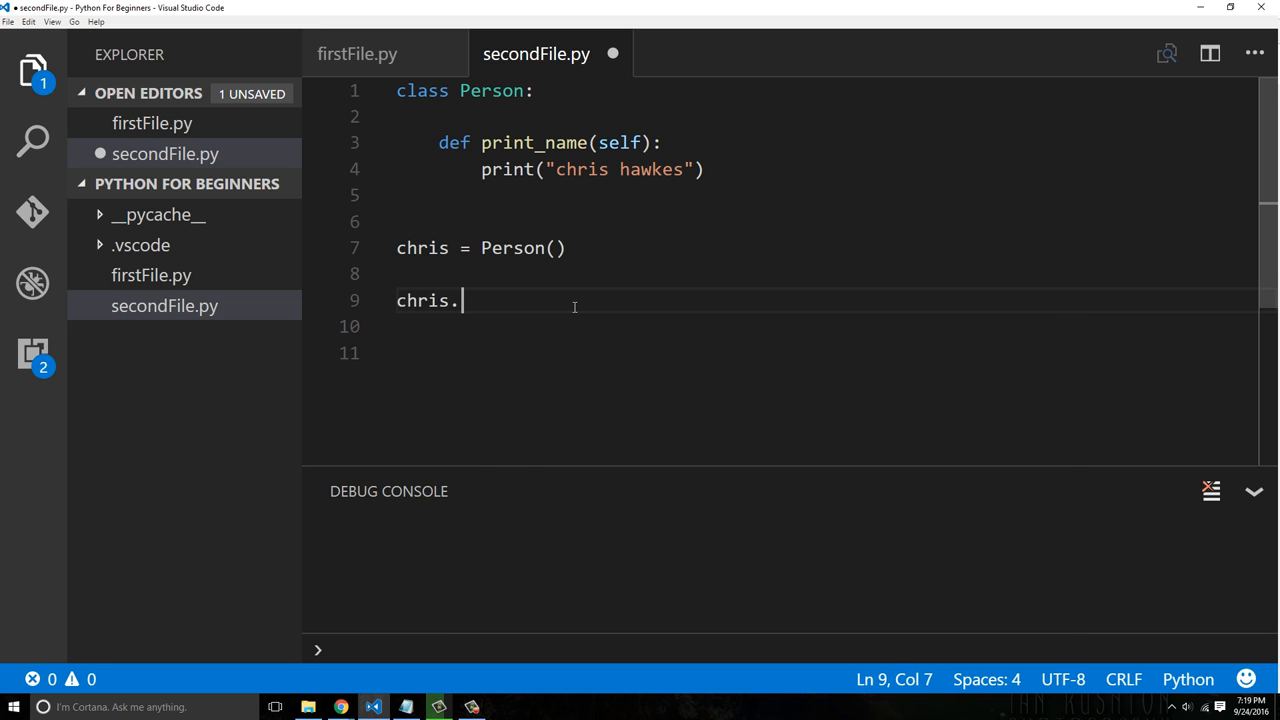 ● secondFile.py - Python For Beginners - Visual Studio Code
File Edit View Go Help
EXPLORER
OPEN EDITORS 1 UNSAVED
firstFile.py
secondFile.py
PYTHON FOR BEGINNERS
__pycache__
.vscode
firstFile.py
secondFile.py
1
2
firstFile.py secondFile.py
1 class Person:
2
3 def print_name(self):
4 print("chris hawkes")
5
6
7 chris = Person()
8
9 chris.
10
11
DEBUG CONSOLE
0 0 Ln 9, Col 7 Spaces: 4 UTF-8 CRLF Python
I'm Cortana. Ask me anything.
7:19 PM
9/24/2016